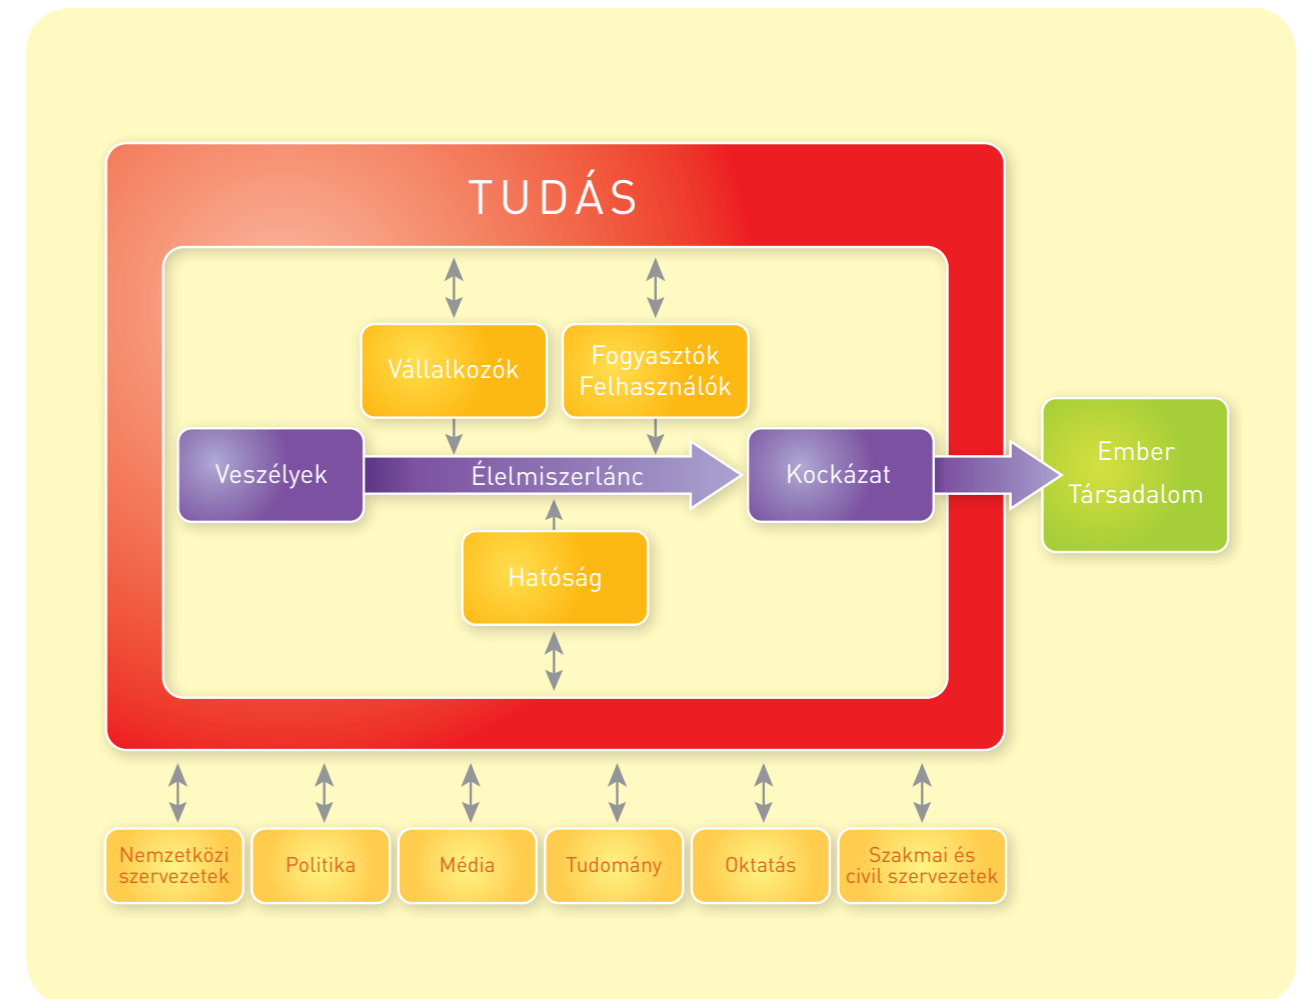 TUDÁS
Vállalkozók
Fogyasztók
Felhasználók
Veszélyek
Élelmiszerlánc
Kockázat
Ember
Társadalom
Hatóság
Nemzetközi
szervezetek
Politika
Média
Tudomány
Oktatás
Szakmai és
civil szervezetek